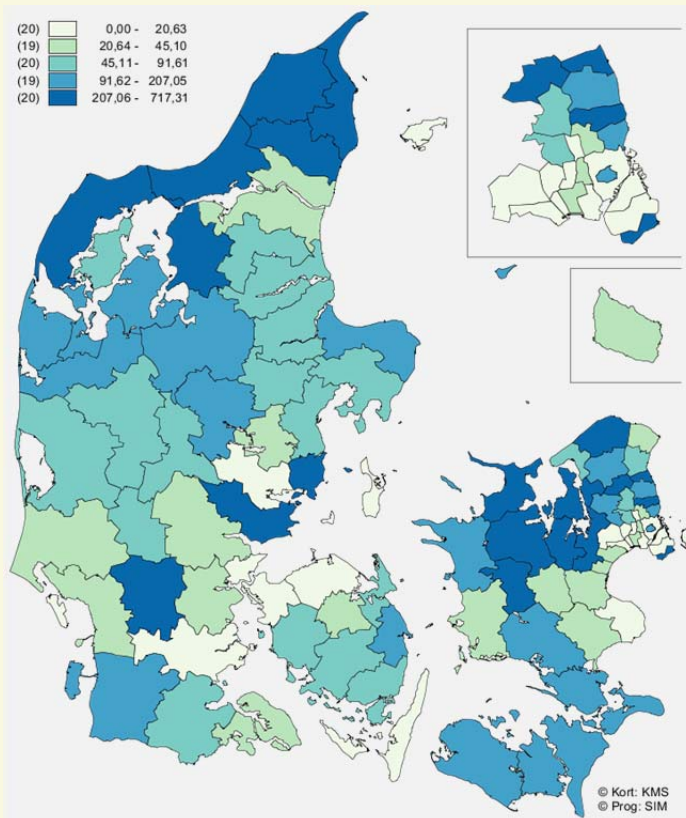 (20) 0,00 - 20,63
(19) 20,64 - 45,10
(20) 45,11 - 91,61
(19) 91,62 - 207,05
(20) 207,06 - 717,31
© Kort: KMS
© Prog: SIM